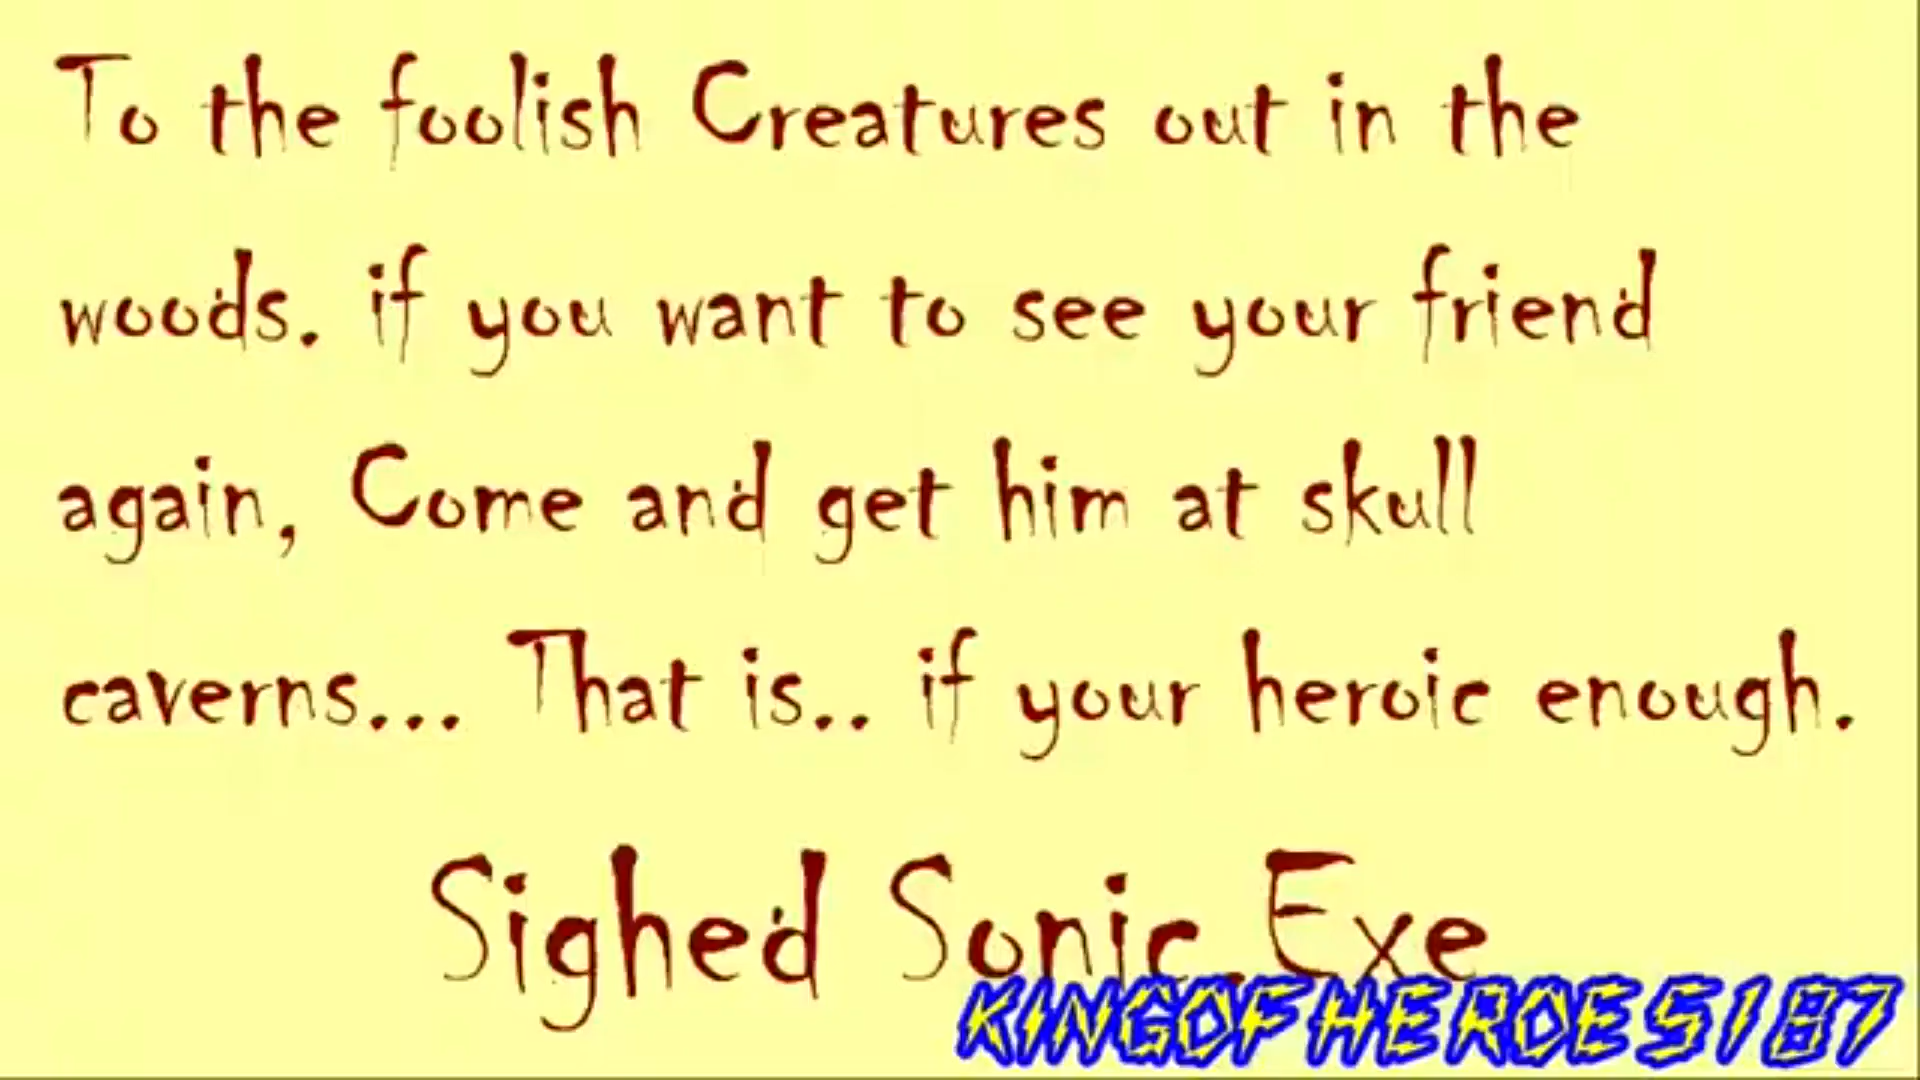 To the foolish Creatures out in the
woods. if you want to see your friend
again, Come and get him at skull
caverns... That is.. if your heroic enough.
Sighed Sonic.Exe
KINGOFHEROES187